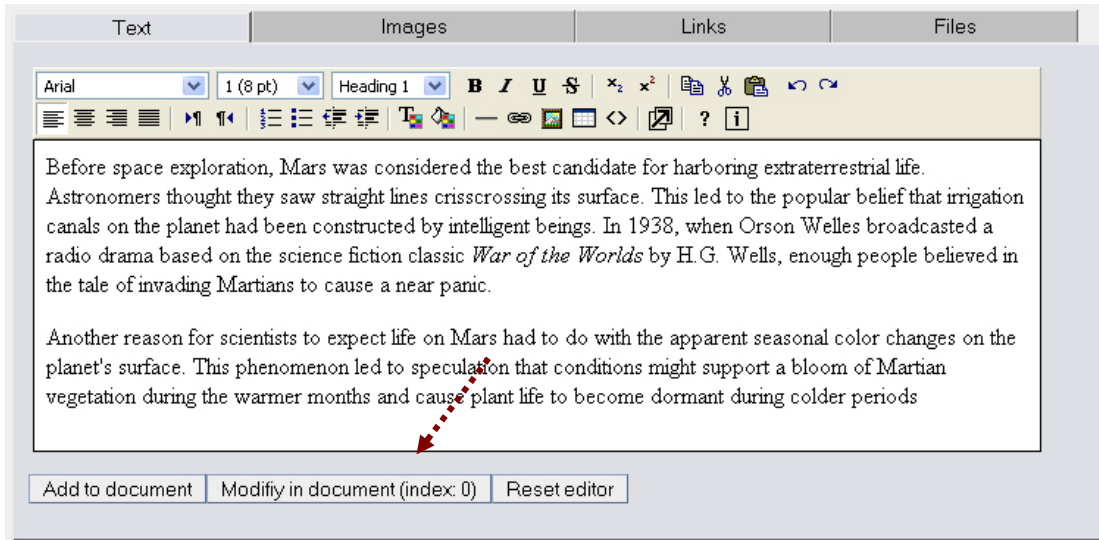 Text Images Links Files
Arial 1 (8 pt) Heading 1 B I U S x₂ x²
? i
Before space exploration, Mars was considered the best candidate for harboring extraterrestrial life.
Astronomers thought they saw straight lines crisscrossing its surface. This led to the popular belief that irrigation
canals on the planet had been constructed by intelligent beings. In 1938, when Orson Welles broadcasted a
radio drama based on the science fiction classic War of the Worlds by H.G. Wells, enough people believed in
the tale of invading Martians to cause a near panic.
Another reason for scientists to expect life on Mars had to do with the apparent seasonal color changes on the
planet's surface. This phenomenon led to speculation that conditions might support a bloom of Martian
vegetation during the warmer months and cause plant life to become dormant during colder periods
Add to document Modifiy in document (index: 0) Reset editor